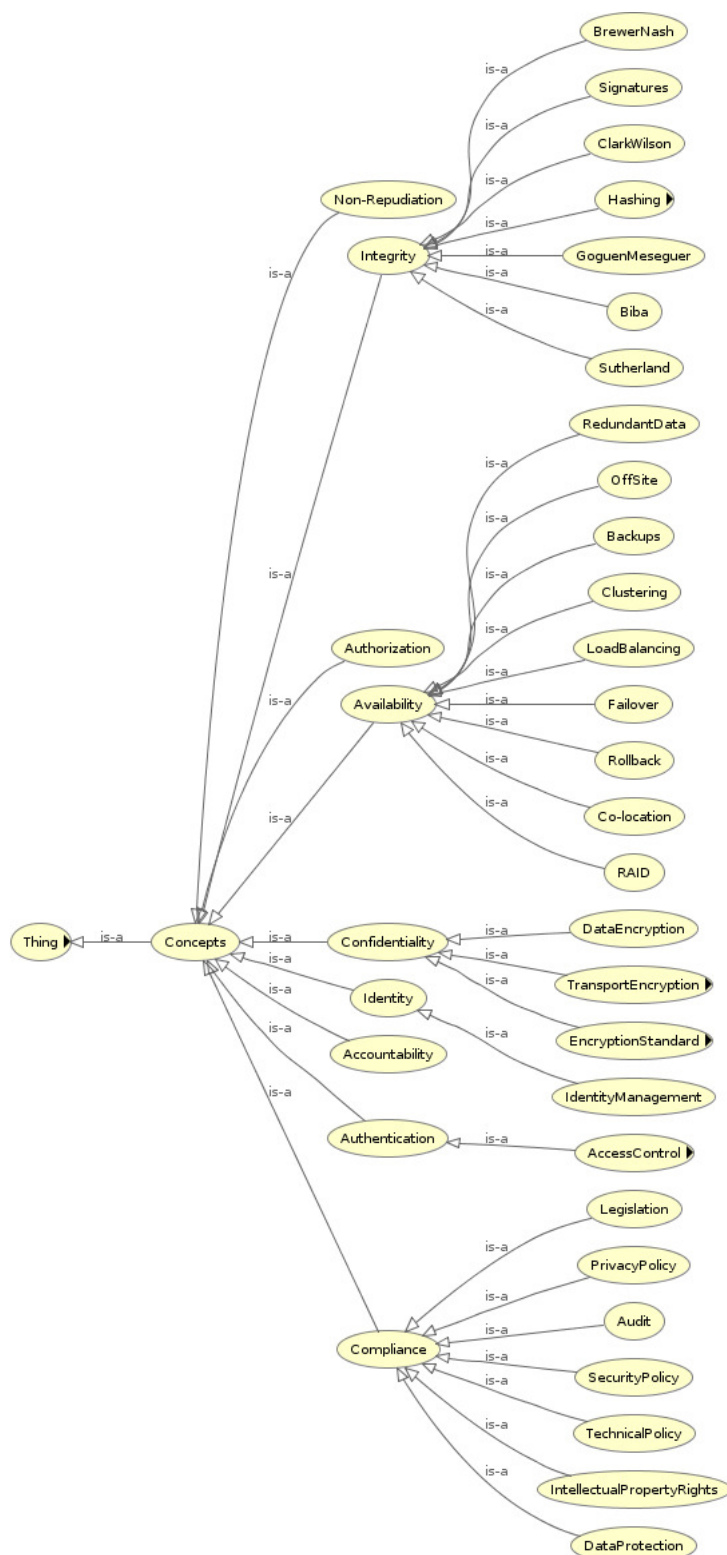 BrewerNash
is-a
Signatures
is-a
ClarkWilson
is-a
Non-Repudiation
Hashing
is-a
Integrity
is-a
GoguenMeseguer
is-a
is-a
Biba
is-a
Sutherland
RedundantData
is-a
OffSite
is-a
Backups
is-a
is-a
Clustering
is-a
Authorization
LoadBalancing
is-a
is-a
Availability
is-a
Failover
is-a
Rollback
is-a
is-a
Co-location
is-a
RAID
Thing
is-a
Concepts
is-a
Confidentiality
is-a
DataEncryption
is-a
is-a
TransportEncryption
is-a
Identity
is-a
is-a
EncryptionStandard
Accountability
is-a
is-a
IdentityManagement
is-a
Authentication
is-a
AccessControl
Legislation
is-a
PrivacyPolicy
is-a
Audit
is-a
Compliance
is-a
SecurityPolicy
is-a
TechnicalPolicy
is-a
IntellectualPropertyRights
is-a
DataProtection